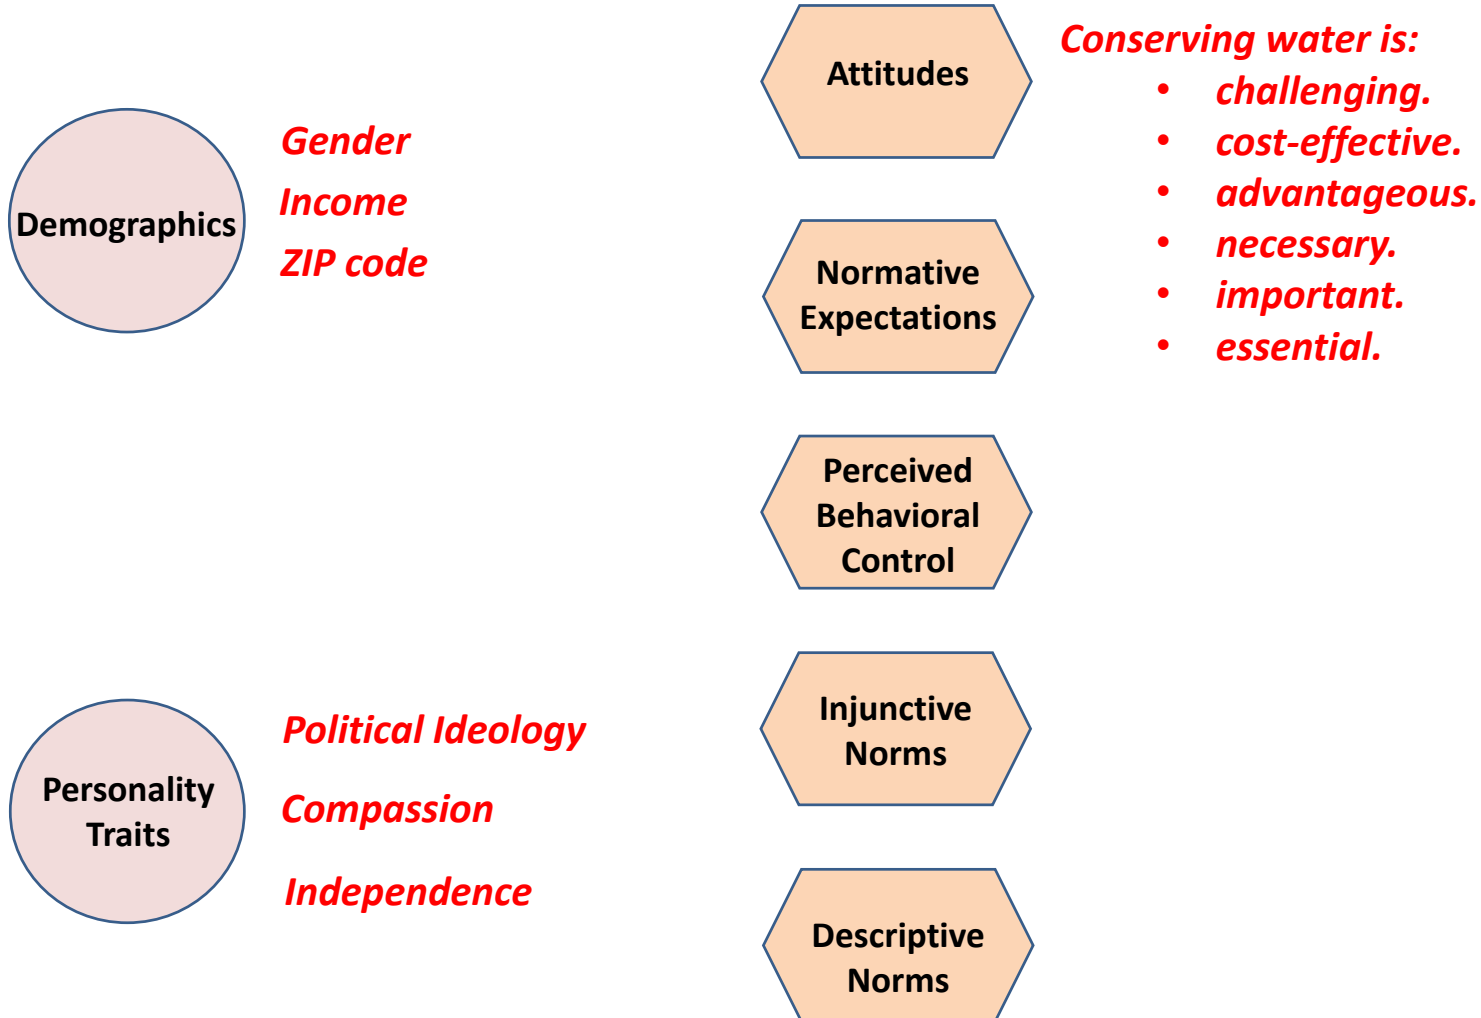 Demographics
Gender
Income
ZIP code
Personality
Traits
Political Ideology
Compassion
Independence
Attitudes
Normative
Expectations
Perceived
Behavioral
Control
Injunctive
Norms
Descriptive
Norms
Conserving water is:
• challenging.
• cost-effective.
• advantageous.
• necessary.
• important.
• essential.